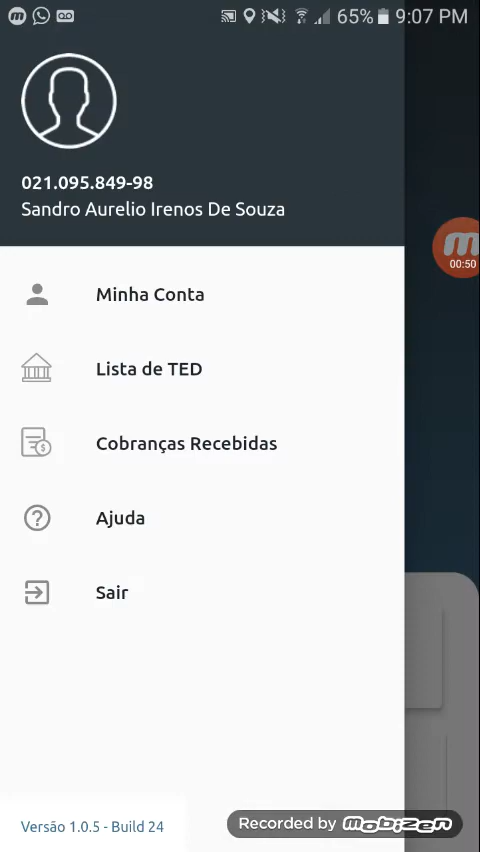 65% 9:07 PM
021.095.849-98
Sandro Aurelio Irenos De Souza
00:50
Minha Conta
Lista de TED
Cobranças Recebidas
Ajuda
Sair
Versão 1.0.5 - Build 24
Recorded by Mobizen